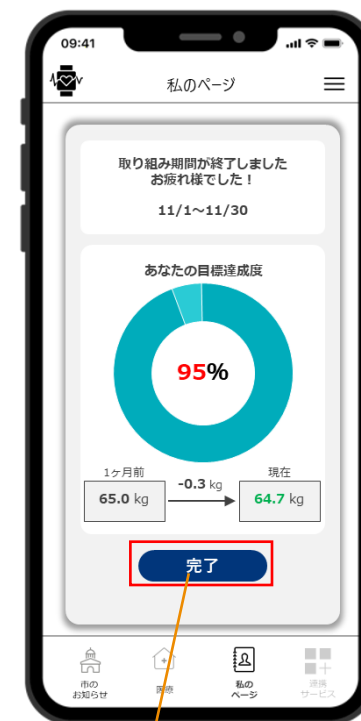 09:41
私のページ
取り組み期間が終了しました
お疲れ様でした！
11/1～11/30
あなたの目標達成度
95%
1ヶ月前
現在
65.0 kg
-0.3 kg
64.7 kg
完了
市の
お知らせ
医療
私の
ページ
連携
サービス